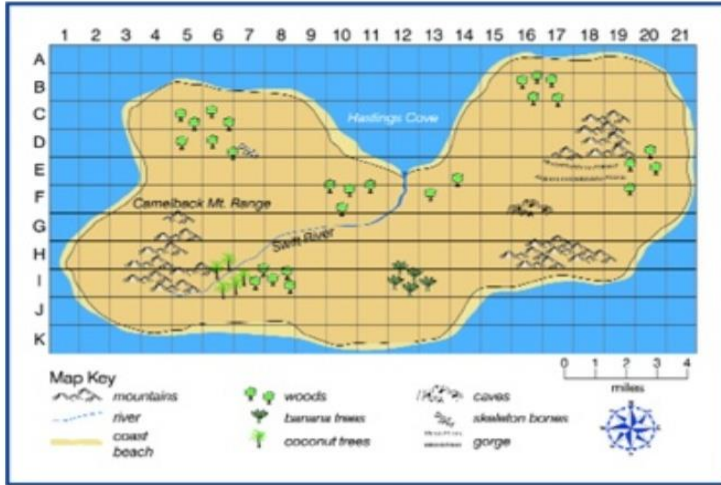 1 2 3 4 5 6 7 8 9 10 11 12 13 14 15 16 17 18 19 20 21
A
B
C
Hastings Cove
D
E
F
Camelback Mt. Range
G
Swift River
H
I
J
K
Map Key
mountains
woods
caves
river
banana trees
skeleton bones
coast
beach
coconut trees
gorge
0 1 2 3 4
miles